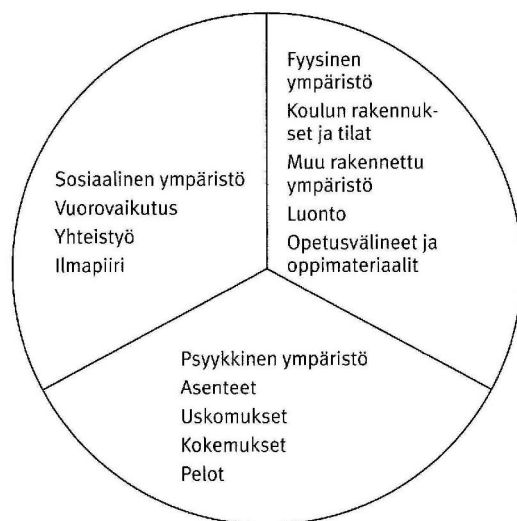 Sosiaalinen ympäristö
Vuorovaikutus
Yhteistyö
Ilmapiiri
Fyysinen
ympäristö
Koulun rakennuk-
set ja tilat
Muu rakennettu
ympäristö
Luonto
Opetusvälineet ja
oppimateriaalit
Psyykkinen ympäristö
Asenteet
Uskomukset
Kokemukset
Pelot